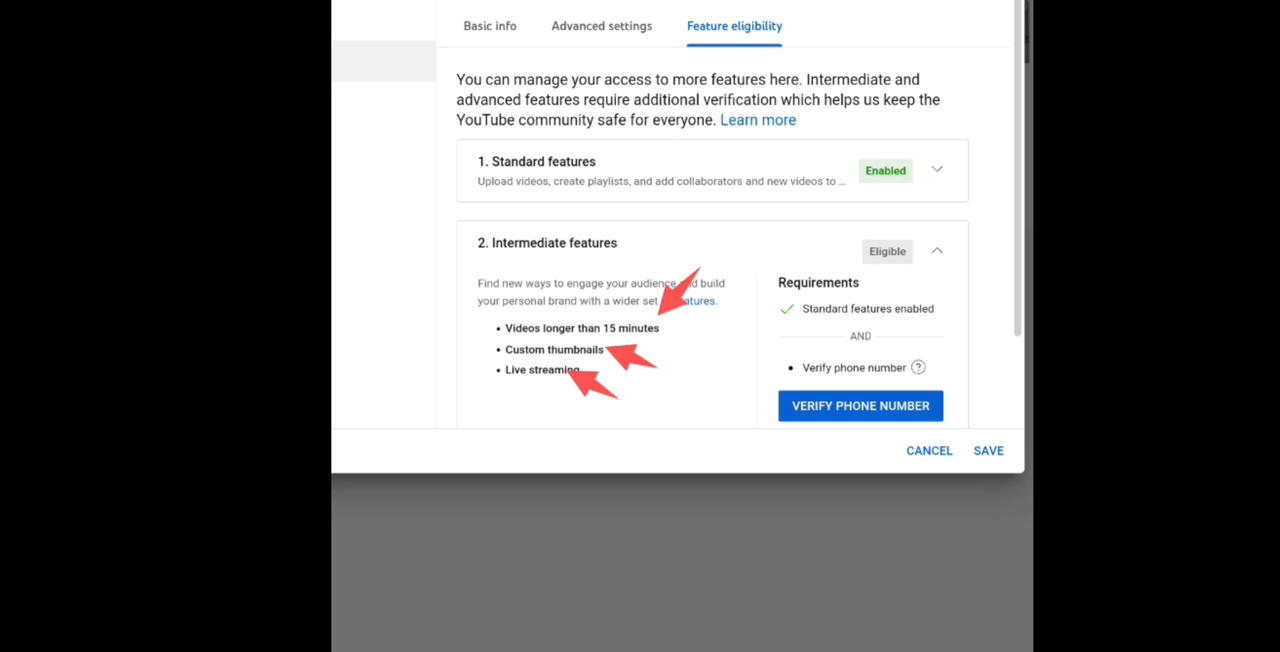 Basic info Advanced settings Feature eligibility
You can manage your access to more features here. Intermediate and
advanced features require additional verification which helps us keep the
YouTube community safe for everyone. Learn more
1. Standard features
Enabled
Upload videos, create playlists, and add collaborators and new videos to ...
2. Intermediate features
Eligible
Find new ways to engage your audience and build
your personal brand with a wider set features.
• Videos longer than 15 minutes
• Custom thumbnails
• Live streaming
Requirements
Standard features enabled
AND
• Verify phone number ?
VERIFY PHONE NUMBER
CANCEL SAVE